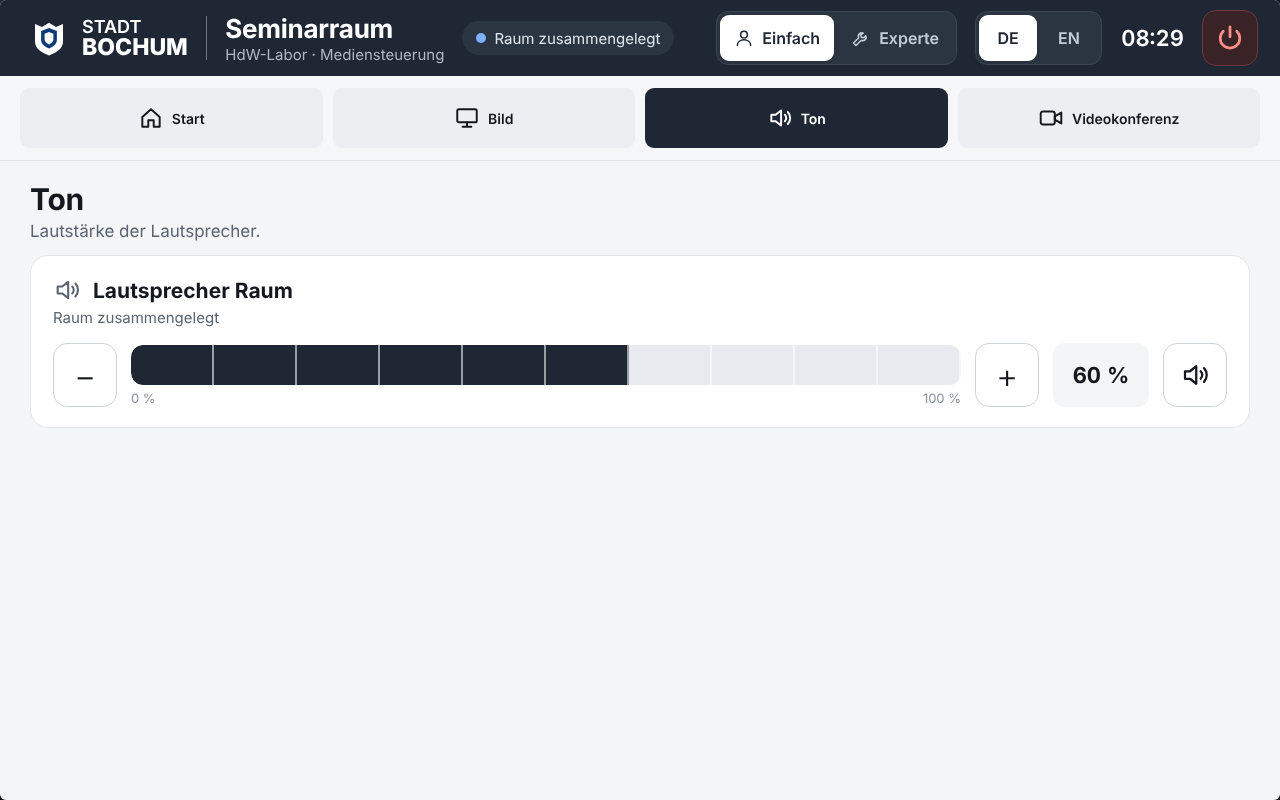 STADT
BOCHUM
Seminarraum
HdW-Labor · Mediensteuerung
Raum zusammengelegt
Einfach
Experte
DE
EN
08:29
Start
Bild
Ton
Videokonferenz
Ton
Lautstärke der Lautsprecher.
Lautsprecher Raum
Raum zusammengelegt
−
0 %
100 %
+
60 %